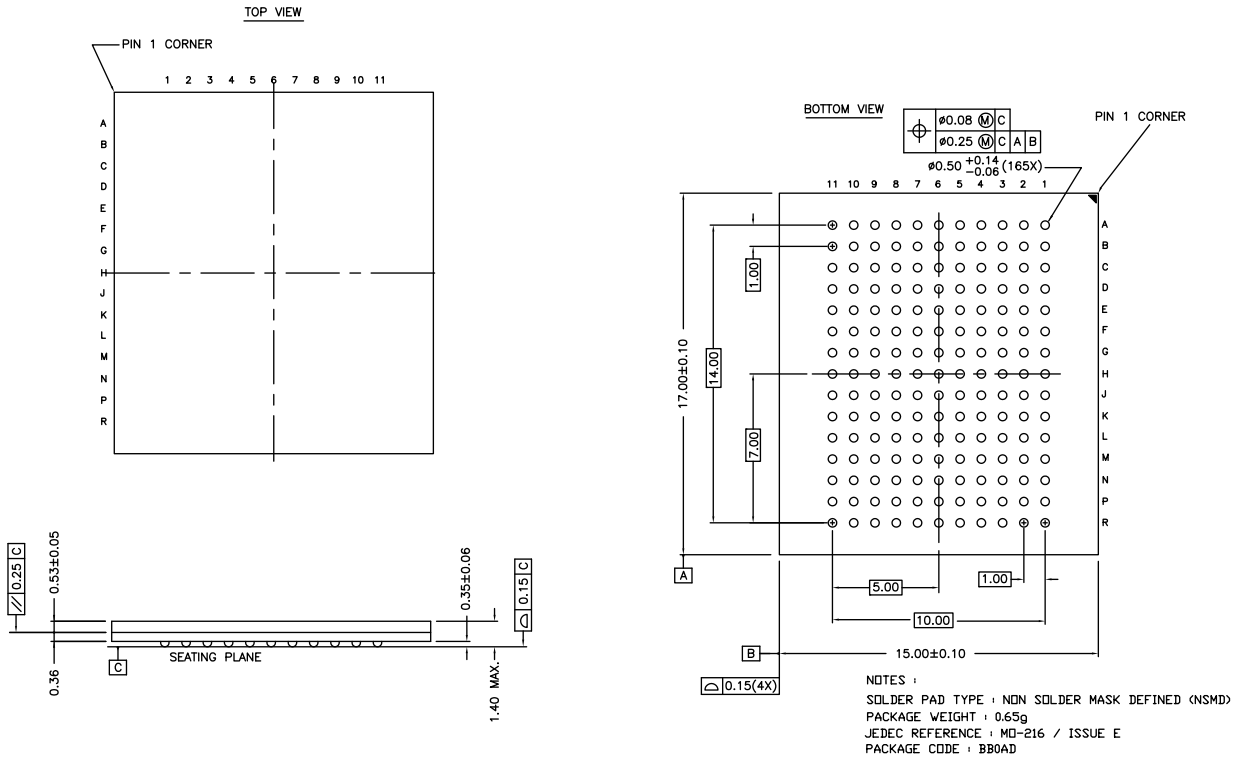 TOP VIEW
PIN 1 CORNER
1 2 3 4 5 6 7 8 9 10 11
A
B
C
D
E
F
G
H
J
K
L
M
N
P
R
BOTTOM VIEW
⌀0.08 Ⓜ C
⌀0.25 Ⓜ C A B
⌀0.50 +0.14 -0.06 (165X)
PIN 1 CORNER
11 10 9 8 7 6 5 4 3 2 1
A
B
C
D
E
F
G
H
J
K
L
M
N
P
R
1.00
14.00
17.00±0.10
7.00
A
5.00
1.00
10.00
B
15.00±0.10
0.15(4X)
0.25 C
0.53±0.05
0.36
C
SEATING PLANE
0.35±0.06
0.15 C
1.40 MAX.
NOTES :
SOLDER PAD TYPE : NON SOLDER MASK DEFINED (NSMD)
PACKAGE WEIGHT : 0.65g
JEDEC REFERENCE : MO-216 / ISSUE E
PACKAGE CODE : BB0AD